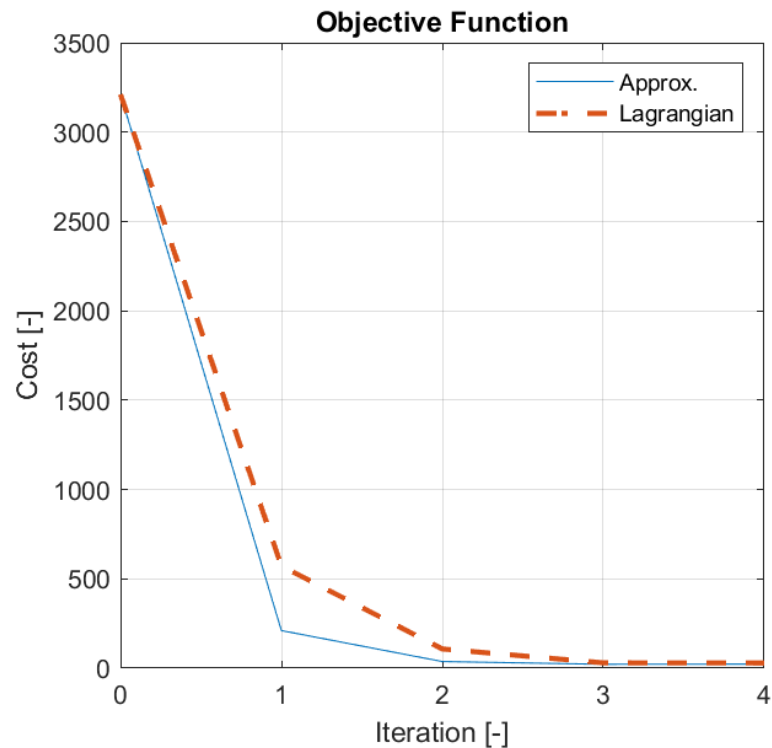 Objective Function
3500
3000
2500
2000
1500
1000
500
0
Cost [-]
Approx.
Lagrangian
0 1 2 3 4
Iteration [-]